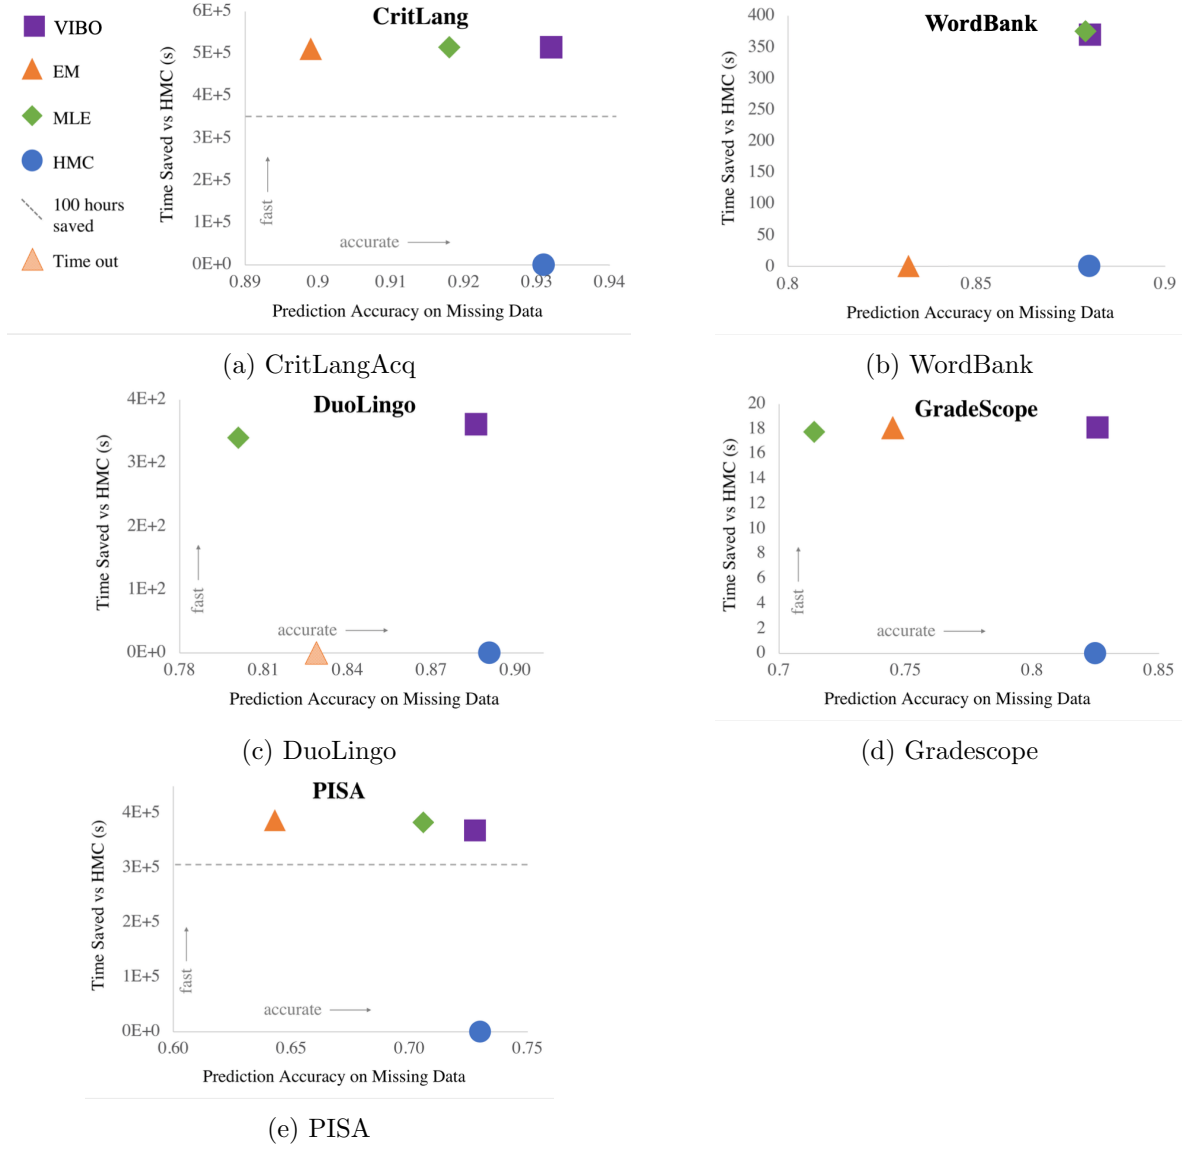 VIBO
EM
MLE
HMC
100 hours
saved
Time out
CritLang
Time Saved vs HMC (s)
6E+5
5E+5
4E+5
3E+5
2E+5
1E+5
0E+0
fast
accurate
0.89
0.9
0.91
0.92
0.93
0.94
Prediction Accuracy on Missing Data
(a) CritLangAcq
WordBank
Time Saved vs HMC (s)
400
350
300
250
200
150
100
50
0
0.8
0.85
0.9
Prediction Accuracy on Missing Data
(b) WordBank
DuoLingo
Time Saved vs HMC (s)
4E+2
3E+2
2E+2
1E+2
0E+0
fast
accurate
0.78
0.81
0.84
0.87
0.90
Prediction Accuracy on Missing Data
(c) DuoLingo
GradeScope
Time Saved vs HMC (s)
20
18
16
14
12
10
8
6
4
2
0
fast
accurate
0.7
0.75
0.8
0.85
Prediction Accuracy on Missing Data
(d) Gradescope
PISA
Time Saved vs HMC (s)
4E+5
3E+5
2E+5
1E+5
0E+0
fast
accurate
0.60
0.65
0.70
0.75
Prediction Accuracy on Missing Data
(e) PISA